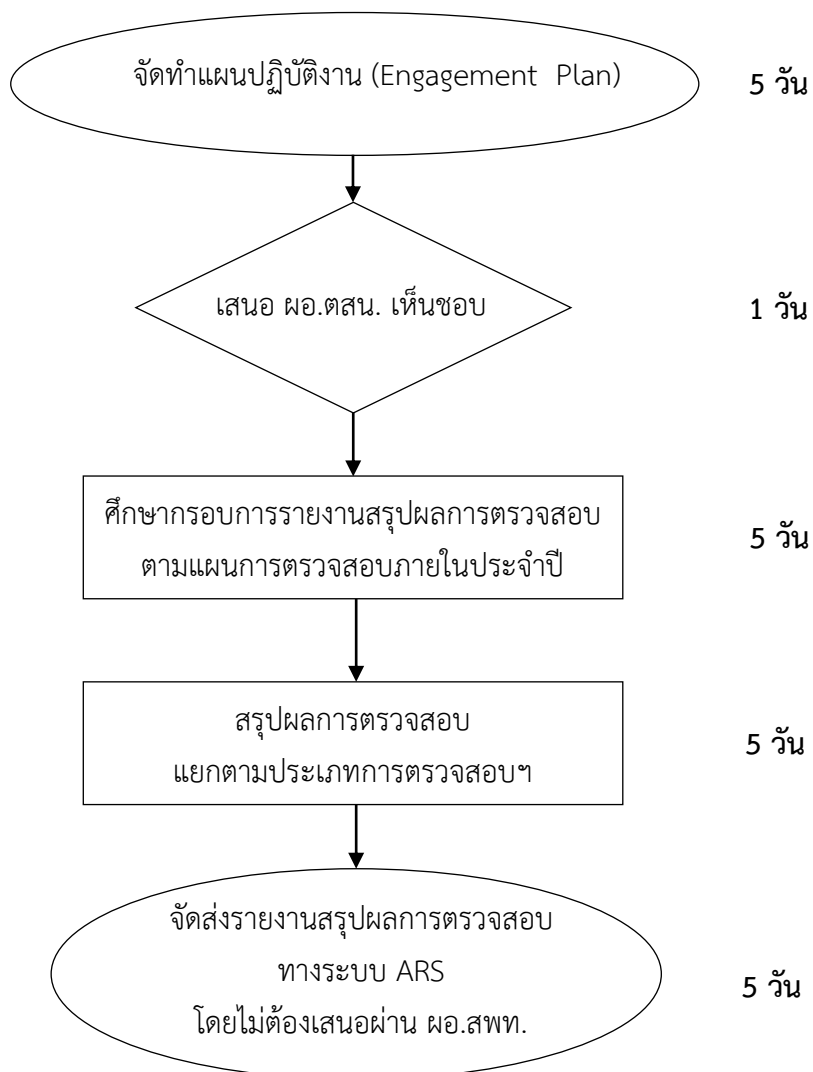 จัดทำแผนปฏิบัติงาน (Engagement Plan)
5 วัน
เสนอ ผอ.ตสน. เห็นชอบ
1 วัน
ศึกษากรอบการรายงานสรุปผลการตรวจสอบ
ตามแผนการตรวจสอบภายในประจำปี
5 วัน
สรุปผลการตรวจสอบ
แยกตามประเภทการตรวจสอบฯ
5 วัน
จัดส่งรายงานสรุปผลการตรวจสอบ
ทางระบบ ARS
โดยไม่ต้องเสนอผ่าน ผอ.สพท.
5 วัน